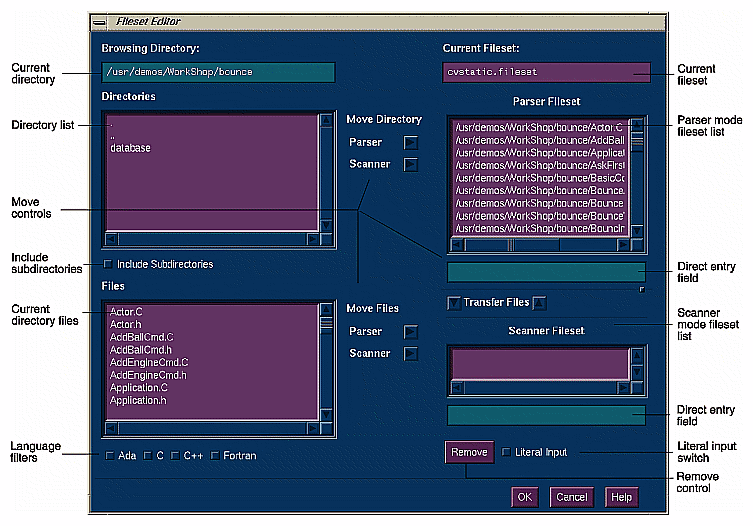 Fileset Editor
Browsing Directory:
Current Fileset:
Current directory
/usr/demos/WorkShop/bounce
cvstatic.fileset
Current fileset
Directories
Parser Fileset
Directory list
.
..
database
Move Directory
Parser
Scanner
/usr/demos/WorkShop/bounce/Actor.C
/usr/demos/WorkShop/bounce/AddBall
/usr/demos/WorkShop/bounce/Applicat
/usr/demos/WorkShop/bounce/AskFirst
/usr/demos/WorkShop/bounce/BasicCo
/usr/demos/WorkShop/bounce/Bounce.
/usr/demos/WorkShop/bounce/Bounce
/usr/demos/WorkShop/bounce/Bounce
/usr/demos/WorkShop/bounce/Boundin
Parser mode fileset list
Move controls
Include subdirectories
Include Subdirectories
Direct entry field
Files
Transfer Files
Current directory files
Actor.C
Actor.h
AddBallCmd.C
AddBallCmd.h
AddEngineCmd.C
AddEngineCmd.h
Application.C
Application.h
Move Files
Parser
Scanner
Scanner Fileset
Scanner mode fileset list
Direct entry field
Language filters
Ada
C
C++
Fortran
Remove
Literal Input
Literal input switch
Remove control
OK
Cancel
Help